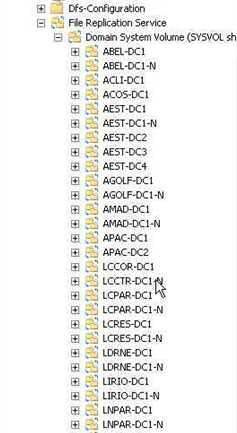 Dfs-Configuration
File Replication Service
Domain System Volume (SYSVOL sh
ABEL-DC1
ABEL-DC1-N
ACLI-DC1
ACOS-DC1
AEST-DC1
AEST-DC1-N
AEST-DC2
AEST-DC3
AEST-DC4
AGOLF-DC1
AGOLF-DC1-N
AMAD-DC1
AMAD-DC1-N
APAC-DC1
APAC-DC2
LCCOR-DC1
LCCTR-DC1-N
LCPAR-DC1
LCPAR-DC1-N
LCRES-DC1
LCRES-DC1-N
LDRNE-DC1
LDRNE-DC1-N
LIRIO-DC1
LIRIO-DC1-N
LNPAR-DC1
LNPAR-DC1-N